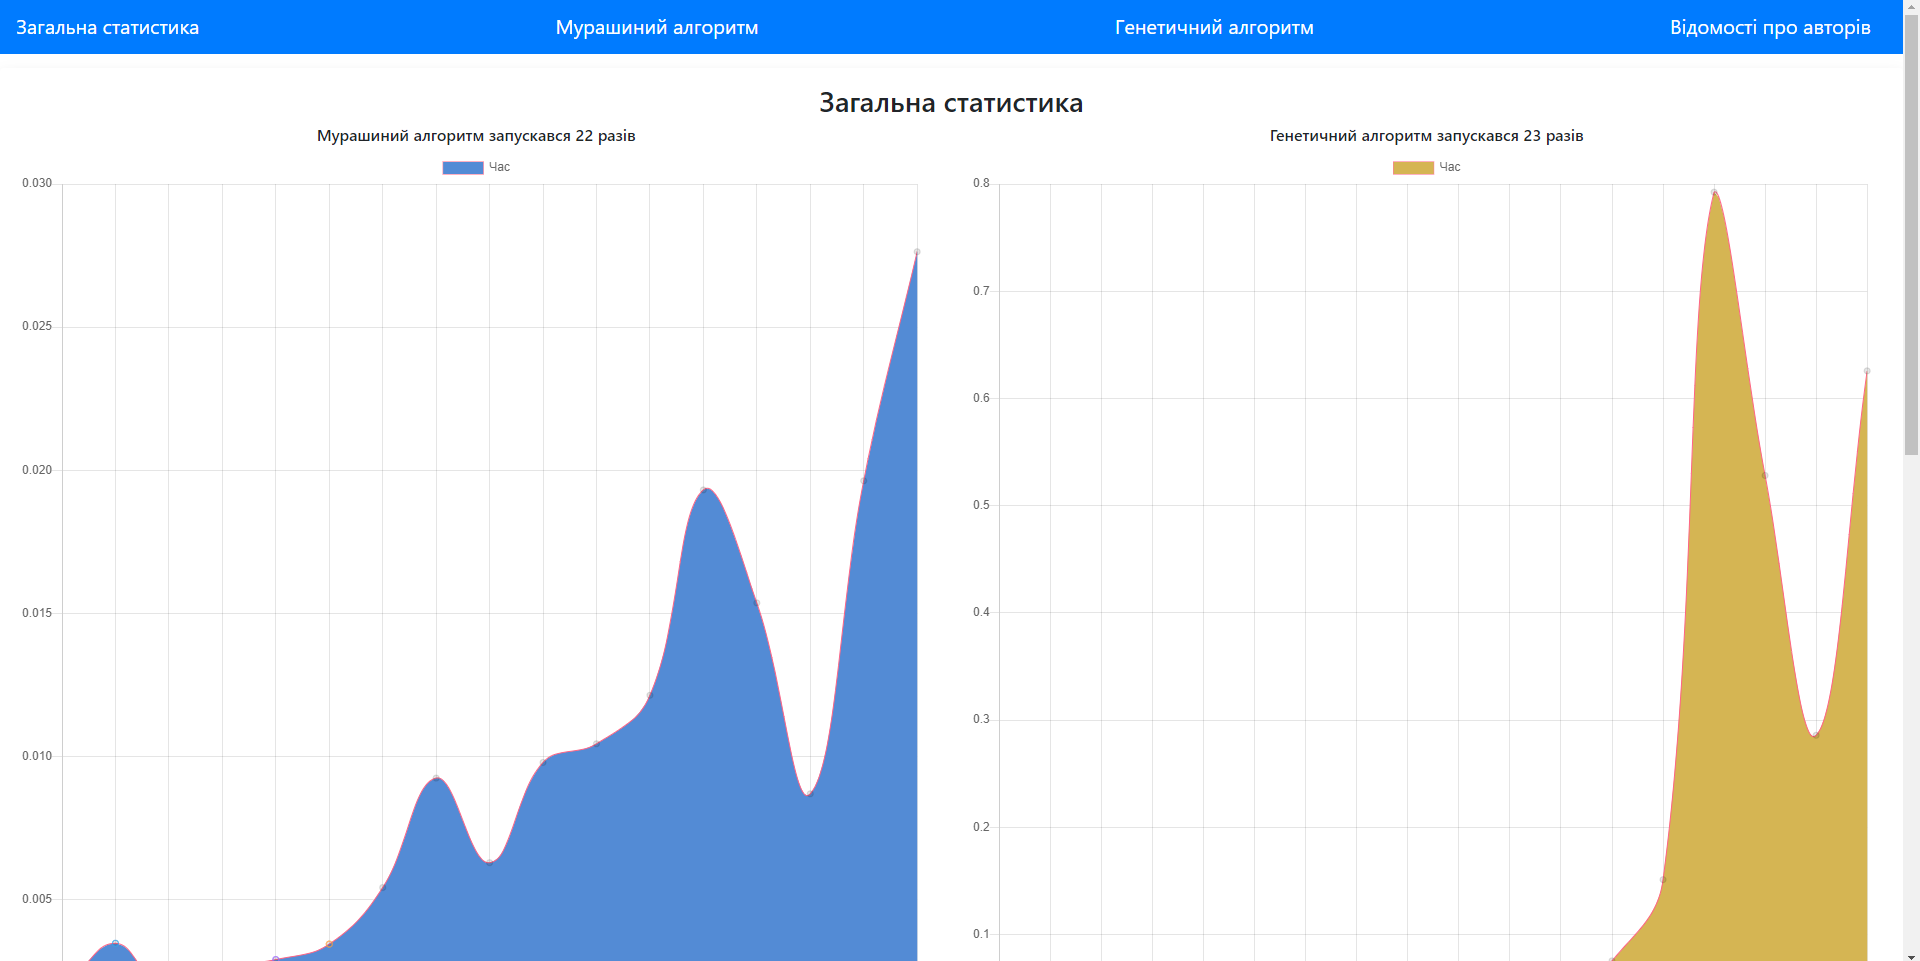 Загальна статистика
Мурашиний алгоритм
Генетичний алгоритм
Відомості про авторів
Загальна статистика
Мурашиний алгоритм запускався 22 разів
Час
0.030
0.025
0.020
0.015
0.010
0.005
Генетичний алгоритм запускався 23 разів
Час
0.8
0.7
0.6
0.5
0.4
0.3
0.2
0.1